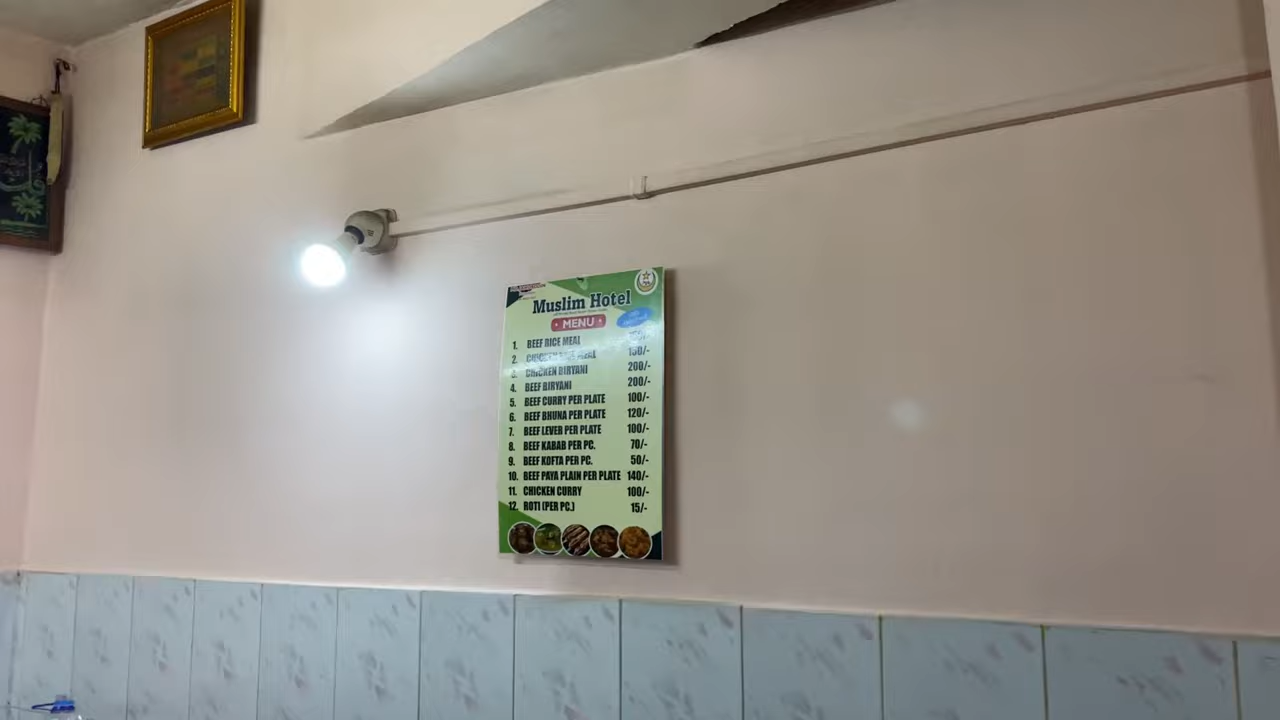 Muslim Hotel
MENU
1. BEEF RICE MEAL
2. CHICKEN RICE MEAL 150/-
3. CHICKEN BIRYANI 200/-
4. BEEF BIRYANI 200/-
5. BEEF CURRY PER PLATE 100/-
6. BEEF BHUNA PER PLATE 120/-
7. BEEF LEVER PER PLATE 100/-
8. BEEF KABAB PER PC. 70/-
9. BEEF KOFTA PER PC. 50/-
10. BEEF PAYA PLAIN PER PLATE 140/-
11. CHICKEN CURRY 100/-
12. ROTI (PER PC.) 15/-